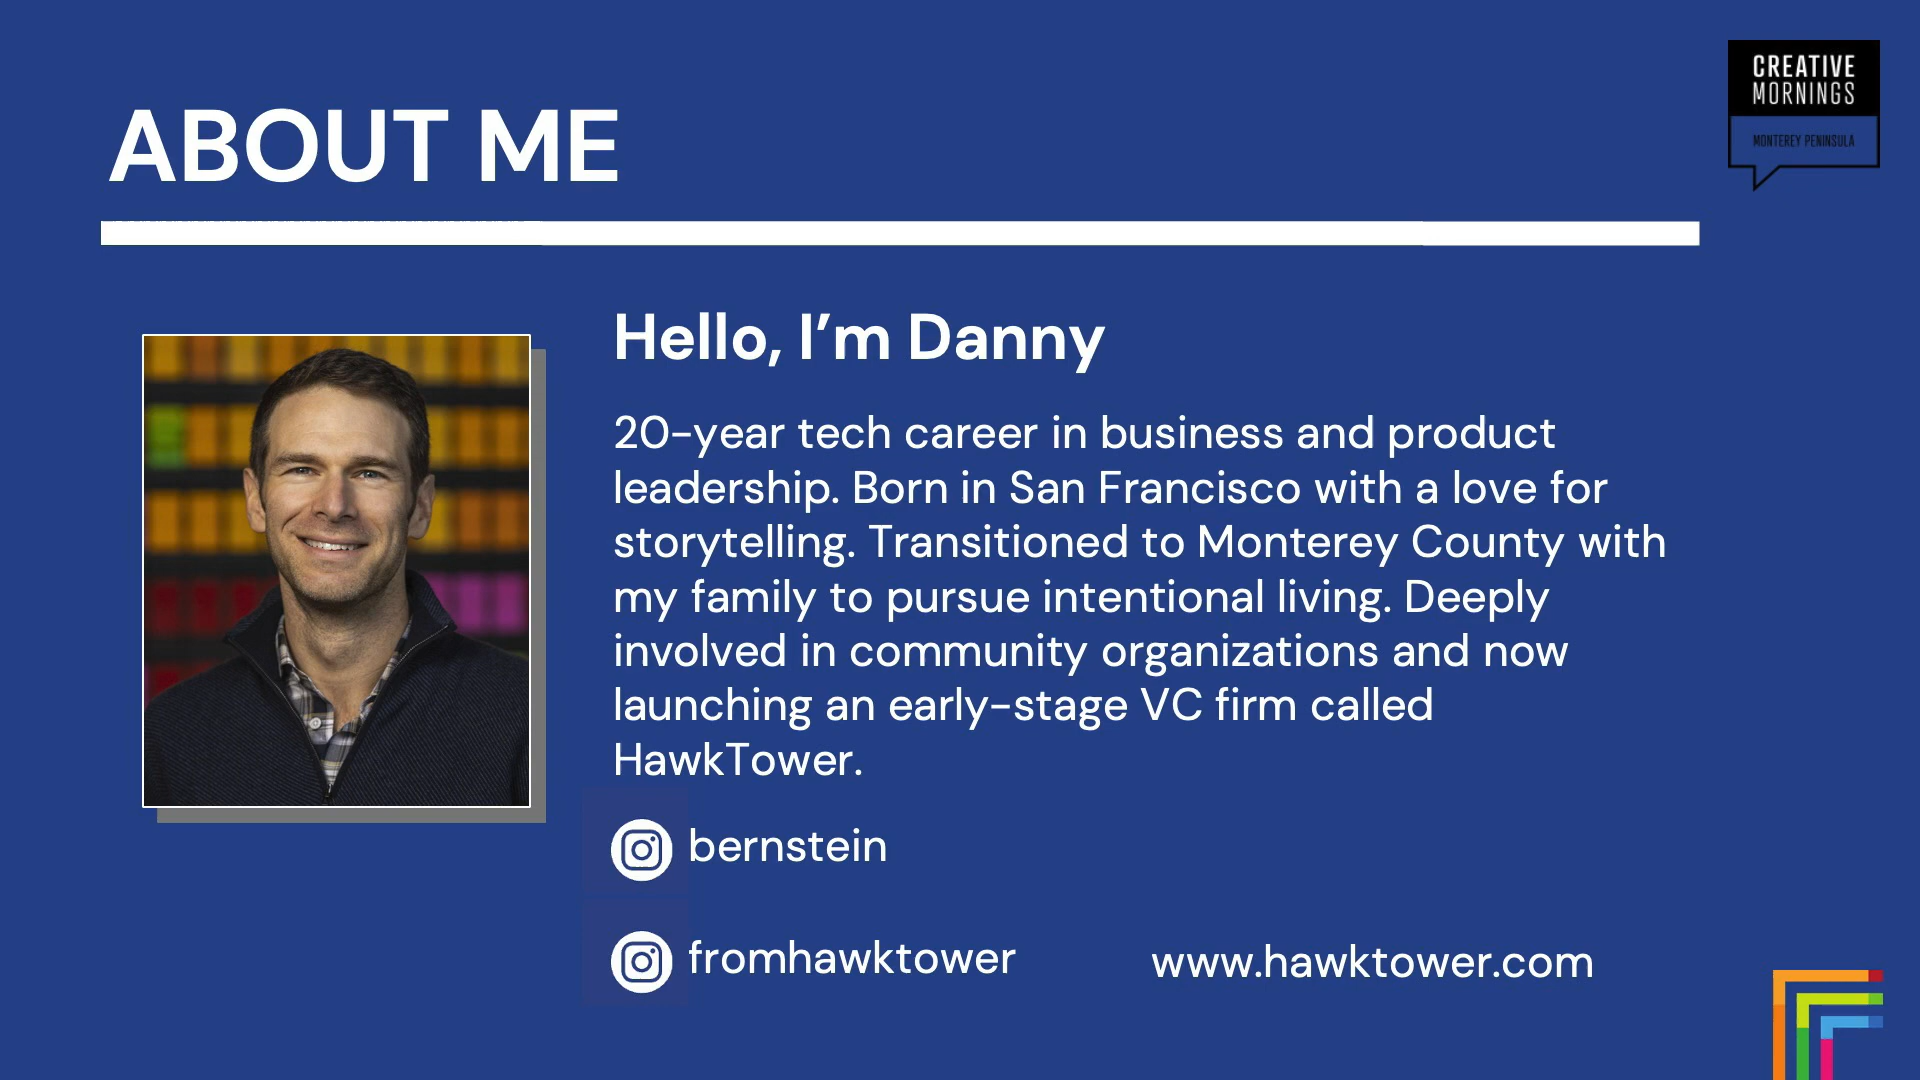 CREATIVE
MORNINGS
MONTEREY PENINSULA
ABOUT ME
Hello, I’m Danny
20-year tech career in business and product
leadership. Born in San Francisco with a love for
storytelling. Transitioned to Monterey County with
my family to pursue intentional living. Deeply
involved in community organizations and now
launching an early-stage VC firm called
HawkTower.
bernstein
fromhawktower
www.hawktower.com